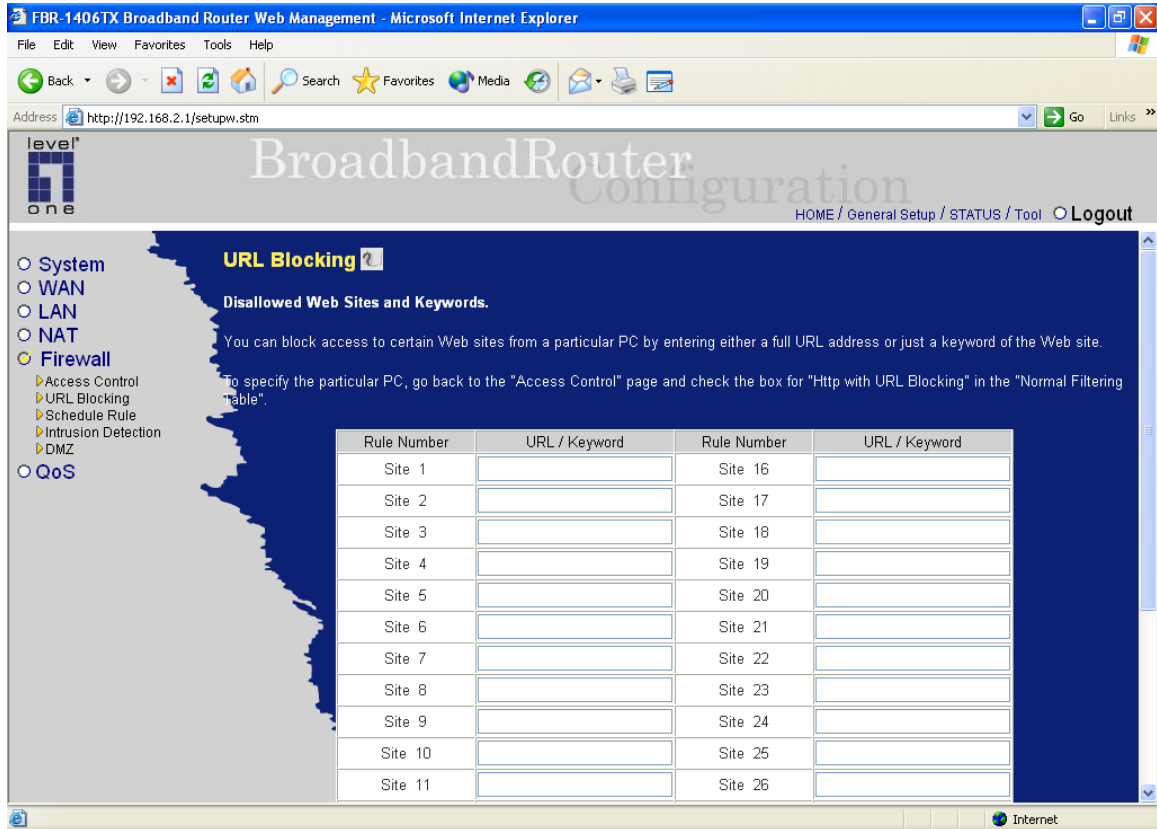 FBR-1406TX Broadband Router Web Management - Microsoft Internet Explorer
File Edit View Favorites Tools Help
Back Search Favorites Media
Address http://192.168.2.1/setupw.stm Go Links »
level
one
BroadbandRouter
Configuration
HOME / General Setup / STATUS / Tool Logout
System
WAN
LAN
NAT
Firewall
Access Control
URL Blocking
Schedule Rule
Intrusion Detection
DMZ
QoS
URL Blocking
Disallowed Web Sites and Keywords.
You can block access to certain Web sites from a particular PC by entering either a full URL address or just a keyword of the Web site.
To specify the particular PC, go back to the "Access Control" page and check the box for "Http with URL Blocking" in the "Normal Filtering
Table".
Rule Number URL / Keyword Rule Number URL / Keyword
Site 1 Site 16
Site 2 Site 17
Site 3 Site 18
Site 4 Site 19
Site 5 Site 20
Site 6 Site 21
Site 7 Site 22
Site 8 Site 23
Site 9 Site 24
Site 10 Site 25
Site 11 Site 26
Internet